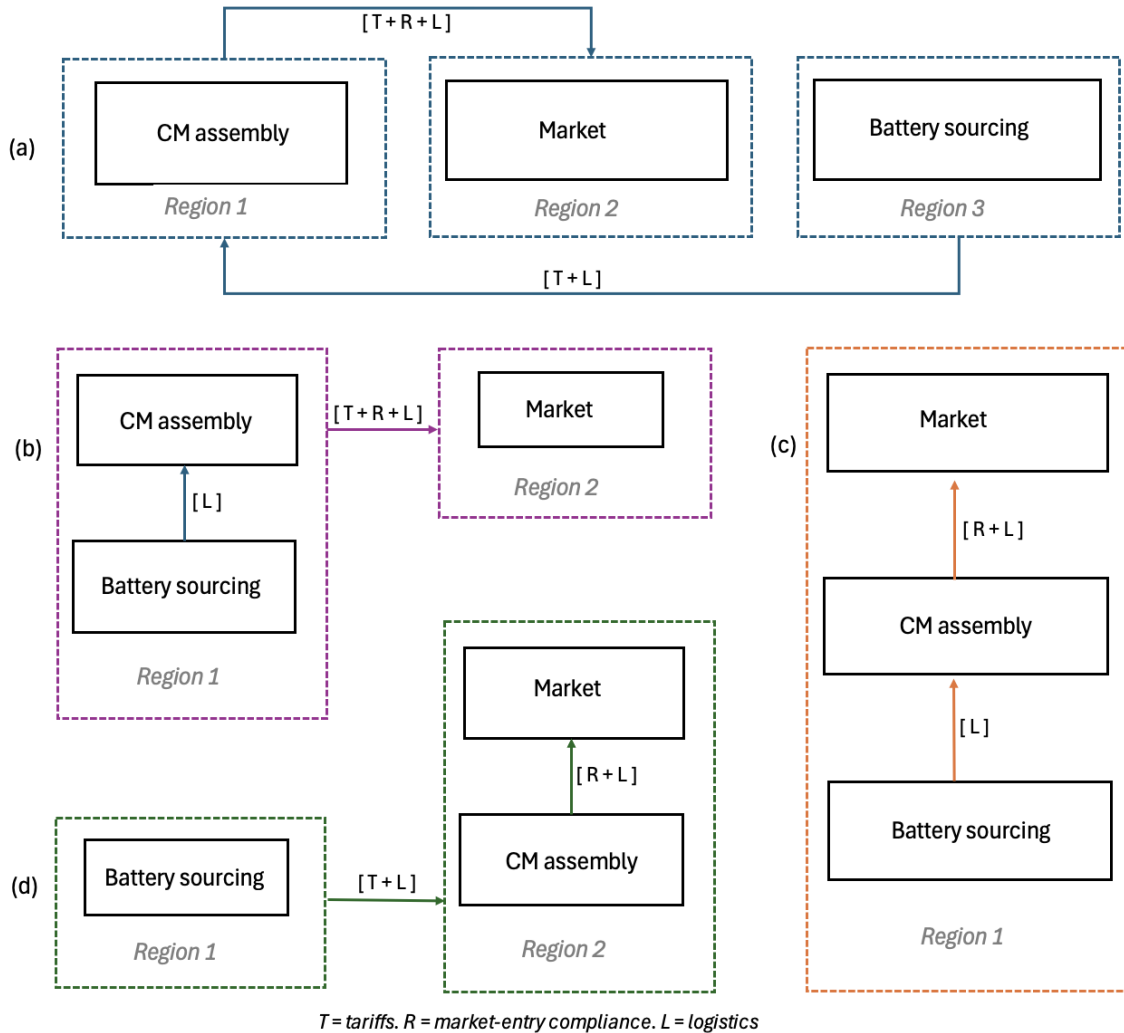 [ T + R + L ]
(a)
CM assembly
Region 1
Market
Region 2
Battery sourcing
Region 3
[ T + L ]
(b)
CM assembly
[ L ]
Battery sourcing
Region 1
[ T + R + L ]
Market
Region 2
(c)
Market
[ R + L ]
CM assembly
[ L ]
Battery sourcing
Region 1
(d)
Battery sourcing
Region 1
[ T + L ]
Market
[ R + L ]
CM assembly
Region 2
T = tariffs. R = market-entry compliance. L = logistics